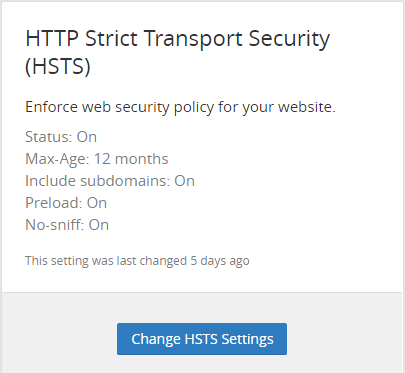 HTTP Strict Transport Security
(HSTS)
Enforce web security policy for your website.
Status: On
Max-Age: 12 months
Include subdomains: On
Preload: On
No-sniff: On
This setting was last changed 5 days ago
Change HSTS Settings